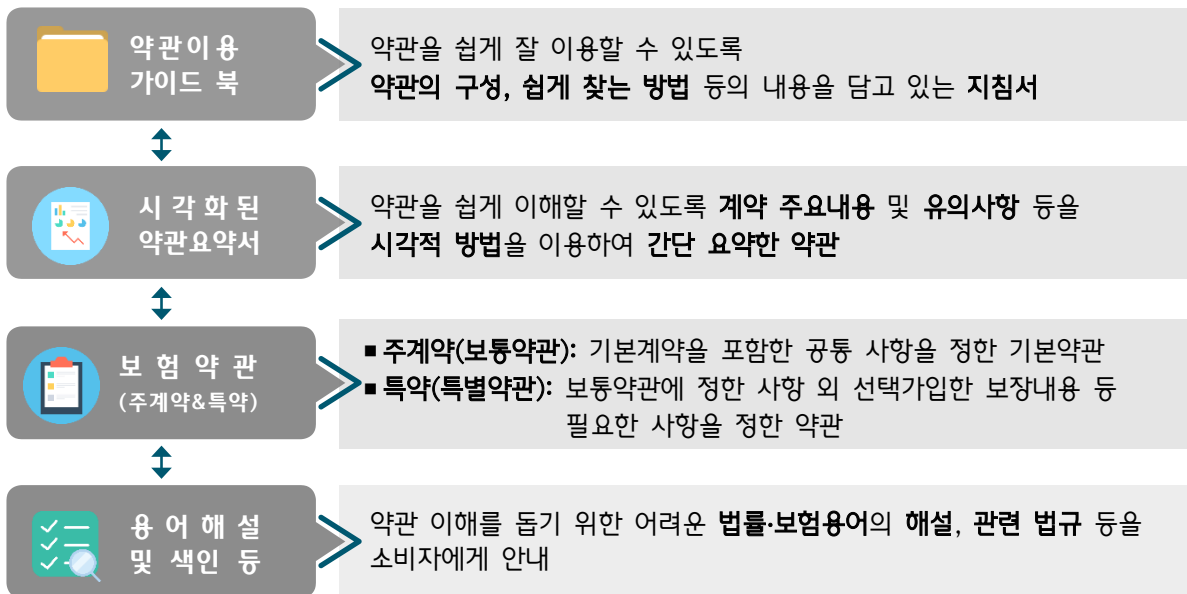 약관이용
가이드 북
약관을 쉽게 잘 이용할 수 있도록
약관의 구성, 쉽게 찾는 방법 등의 내용을 담고 있는 지침서
시 각 화 된
약관요약서
약관을 쉽게 이해할 수 있도록 계약 주요내용 및 유의사항 등을
시각적 방법을 이용하여 간단 요약한 약관
보 험 약 관
(주계약&특약)
▪ 주계약(보통약관): 기본계약을 포함한 공통 사항을 정한 기본약관
▪ 특약(특별약관): 보통약관에 정한 사항 외 선택가입한 보장내용 등
필요한 사항을 정한 약관
용 어 해 설
및 색인 등
약관 이해를 돕기 위한 어려운 법률·보험용어의 해설, 관련 법규 등을
소비자에게 안내